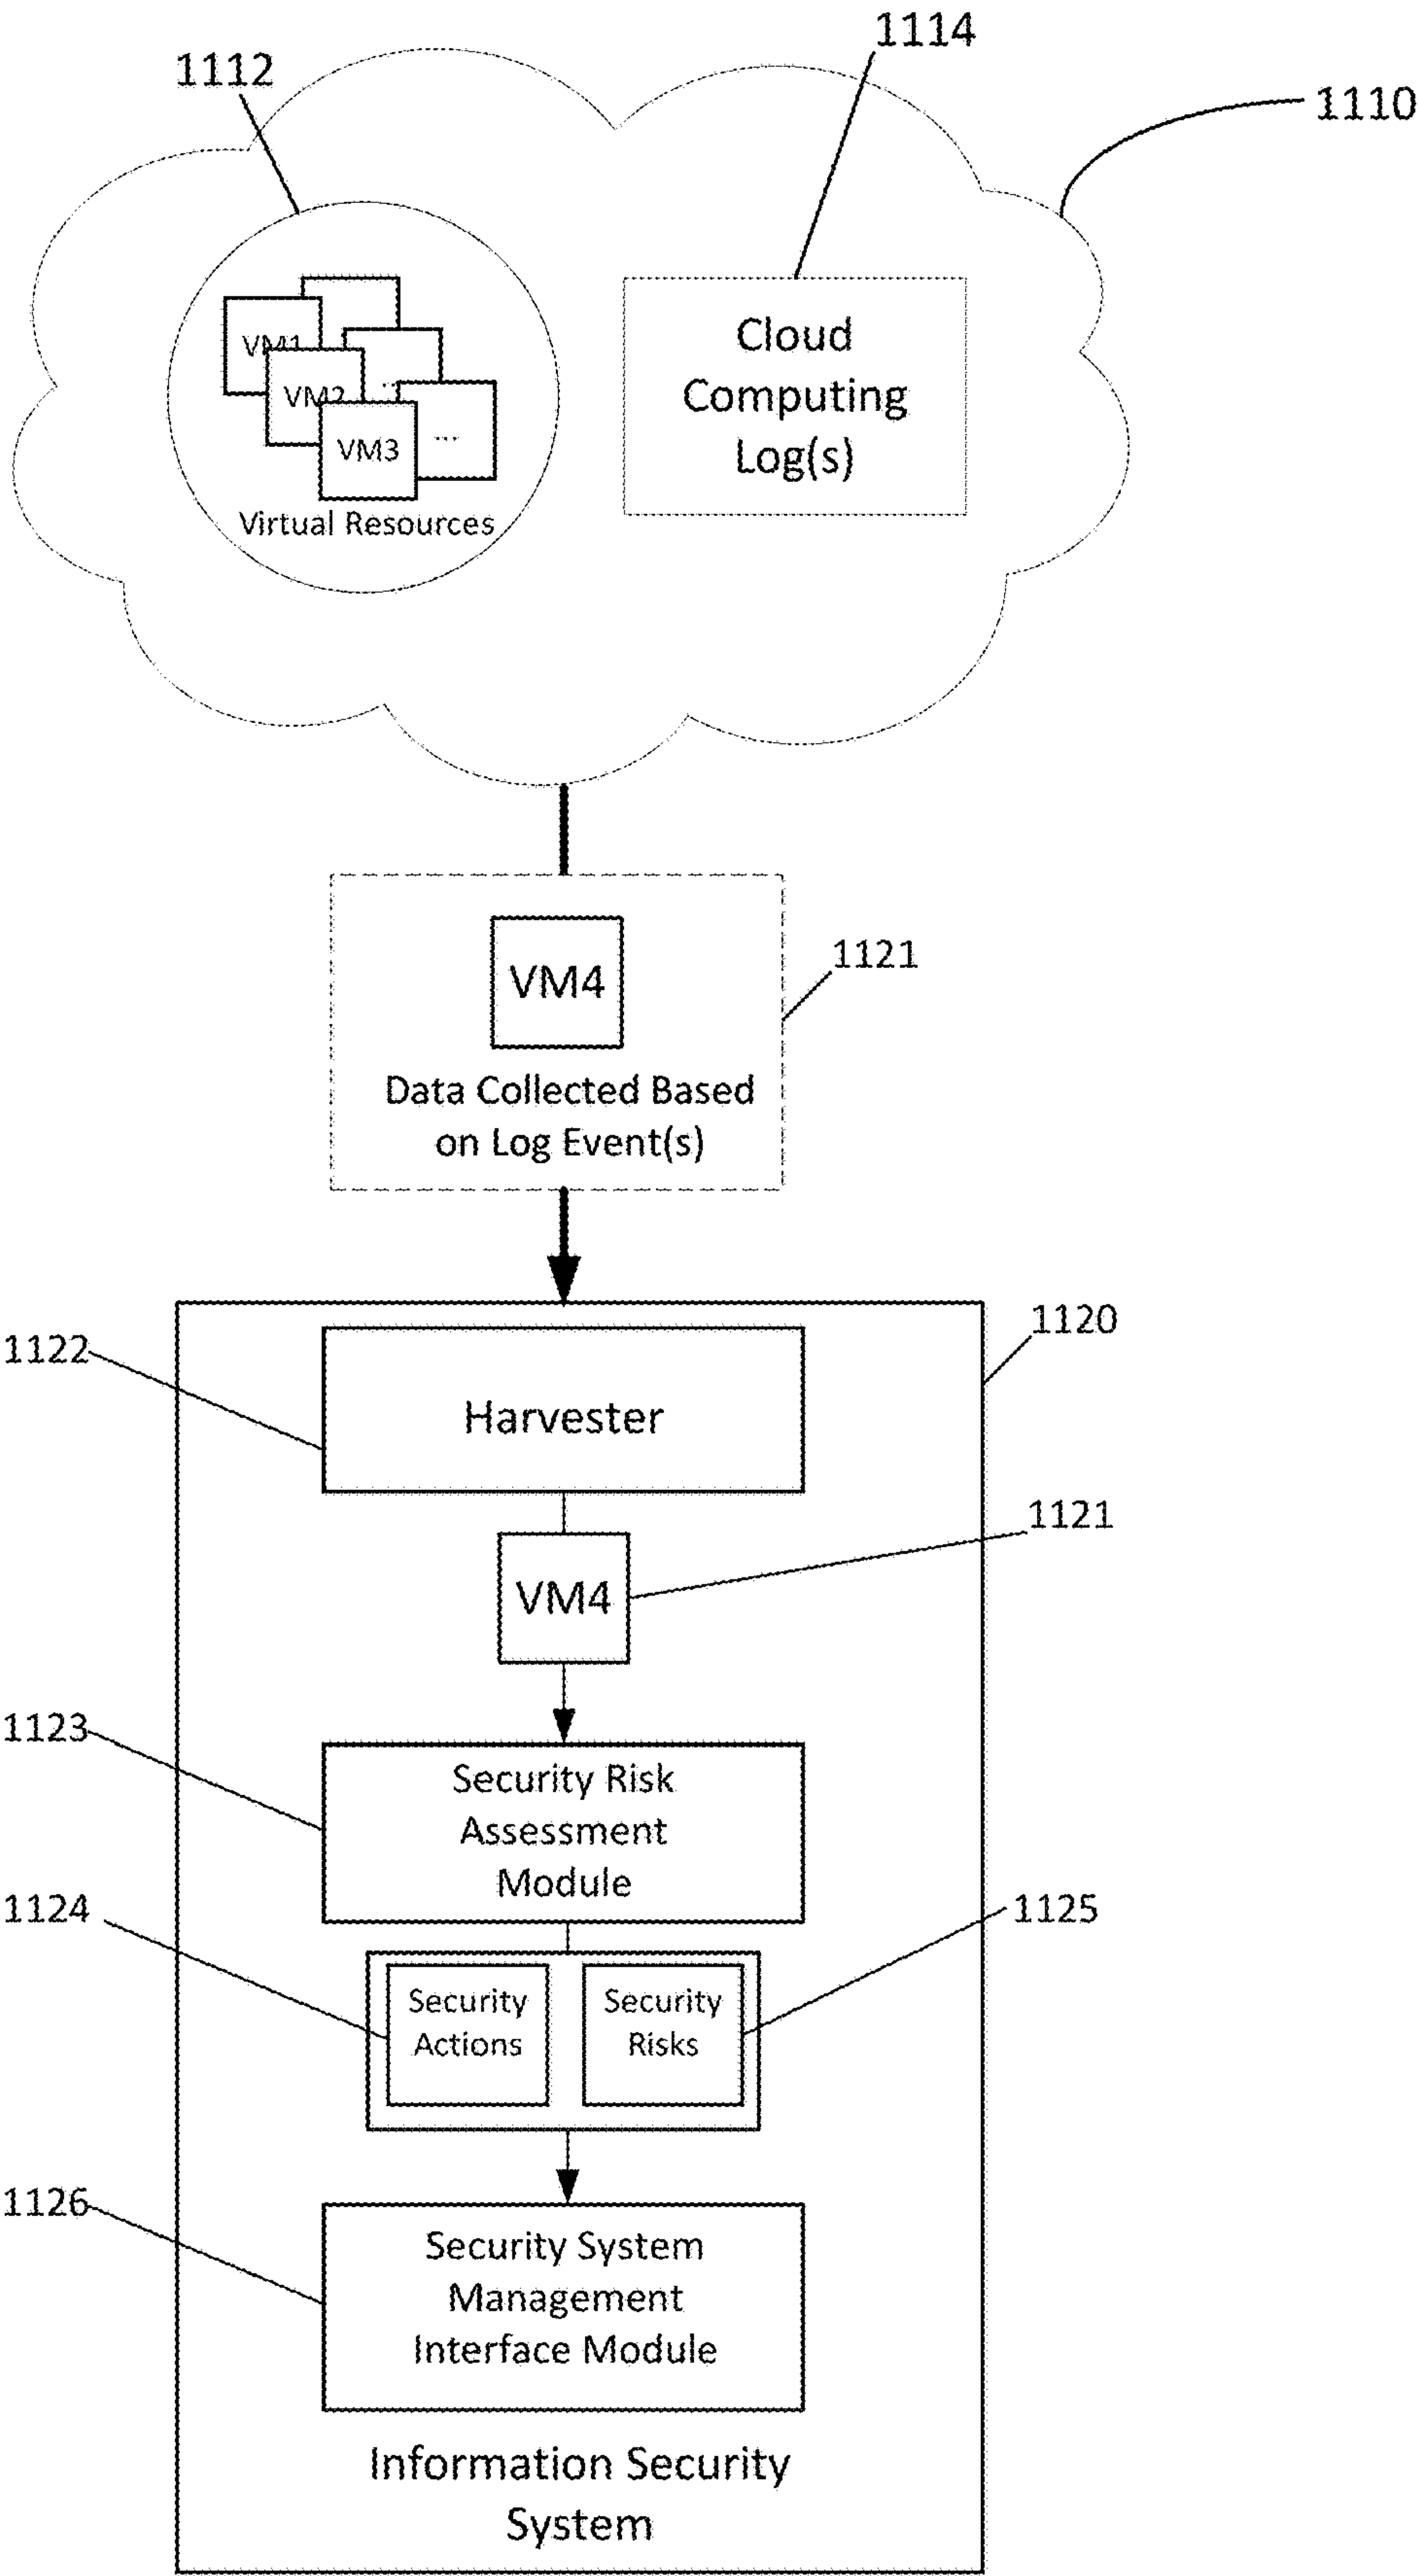 1114
1112
1110
VM1
VM2
...
VM3
...
Virtual Resources
Cloud
Computing
Log(s)
VM4
Data Collected Based
on Log Event(s)
1121
1120
1122
Harvester
1121
VM4
1123
Security Risk
Assessment
Module
1124
1125
Security
Actions
Security
Risks
1126
Security System
Management
Interface Module
Information Security
System